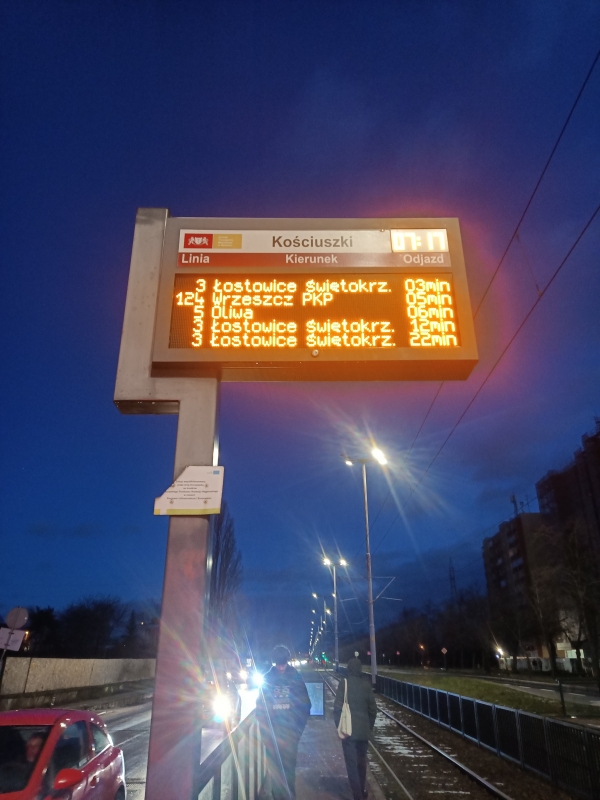 Kościuszki
Linia Kierunek Odjazd
3 Łostowice Świętokrz. 03min
124 Wrzeszcz PKP 05min
5 Oliwa 06min
3 Łostowice Świętokrz. 12min
3 Łostowice Świętokrz. 22min